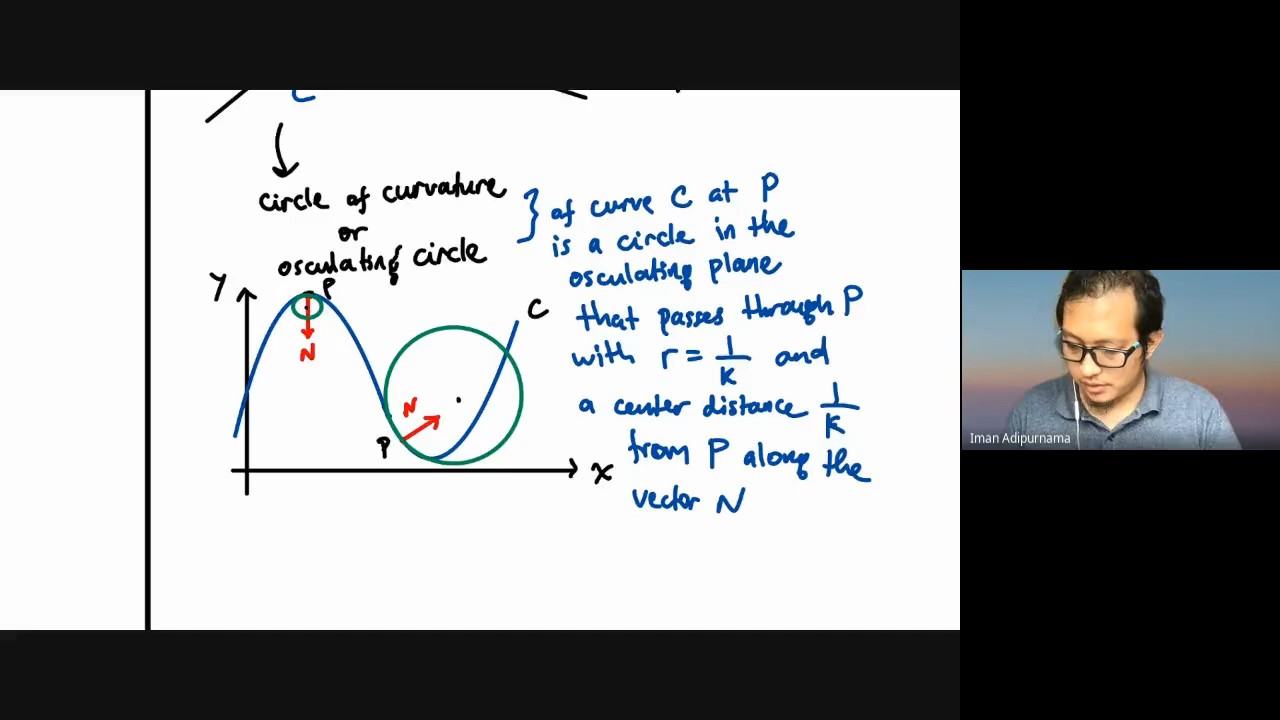 C
circle of curvature
or
osculating circle
} of curve C at P
is a circle in the
osculating plane
that passes through P
with r = 1/K and
a center distance 1/K
from P along the
vector N
Y
P
N
C
N
P
X
Iman Adipurnama